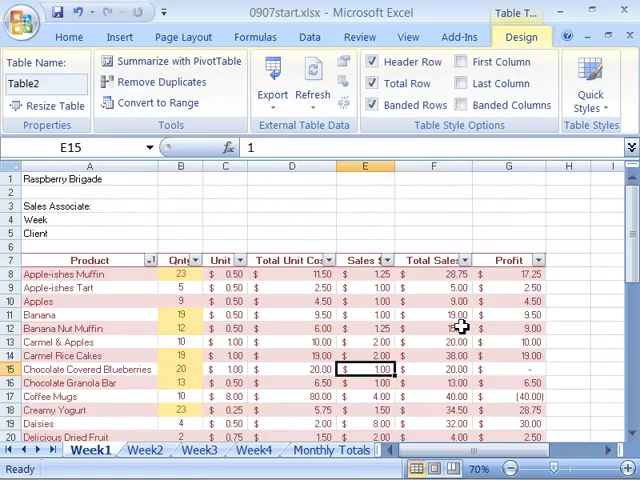 0907start.xlsx - Microsoft Excel
Table T...
Home Insert Page Layout Formulas Data Review View Add-Ins Design
Table Name:
Table2
Resize Table
Properties
Summarize with PivotTable
Remove Duplicates
Convert to Range
Tools
Export Refresh
External Table Data
Header Row First Column
Total Row Last Column
Banded Rows Banded Columns
Table Style Options
Quick Styles
Table Styles
E15 1
A B C D E F G H I
1 Raspberry Brigade
2
3 Sales Associate:
4 Week
5 Client
6
7 Product Qnty Unit Total Unit Cos Sales $ Total Sales Profit
8 Apple-ishes Muffin 23 $ 0.50 $ 11.50 $ 1.25 $ 28.75 $ 17.25
9 Apple-ishes Tart 5 $ 0.50 $ 2.50 $ 1.00 $ 5.00 $ 2.50
10 Apples 9 $ 0.50 $ 4.50 $ 1.00 $ 9.00 $ 4.50
11 Banana 19 $ 0.50 $ 9.50 $ 1.00 $ 19.00 $ 9.50
12 Banana Nut Muffin 12 $ 0.50 $ 6.00 $ 1.25 $ $ 9.00
13 Carmel & Apples 10 $ 1.00 $ 10.00 $ 2.00 $ 20.00 $ 10.00
14 Carmel Rice Cakes 19 $ 1.00 $ 19.00 $ 2.00 $ 38.00 $ 19.00
15 Chocolate Covered Blueberries 20 $ 1.00 $ 20.00 $ 1.00 $ 20.00 $ -
16 Chocolate Granola Bar 13 $ 0.50 $ 6.50 $ 1.00 $ 13.00 $ 6.50
17 Coffee Mugs 10 $ 8.00 $ 80.00 $ 4.00 $ 40.00 $ (40.00)
18 Creamy Yogurt 23 $ 0.25 $ 5.75 $ 1.50 $ 34.50 $ 28.75
19 Daisies 4 $ 0.50 $ 2.00 $ 8.00 $ 32.00 $ 30.00
20 Delicious Dried Fruit 2 $ 0.75 $ 1.50 $ 2.00 $ 4.00 $ 2.50
Week1 Week2 Week3 Week4 Monthly Totals
Ready 70%